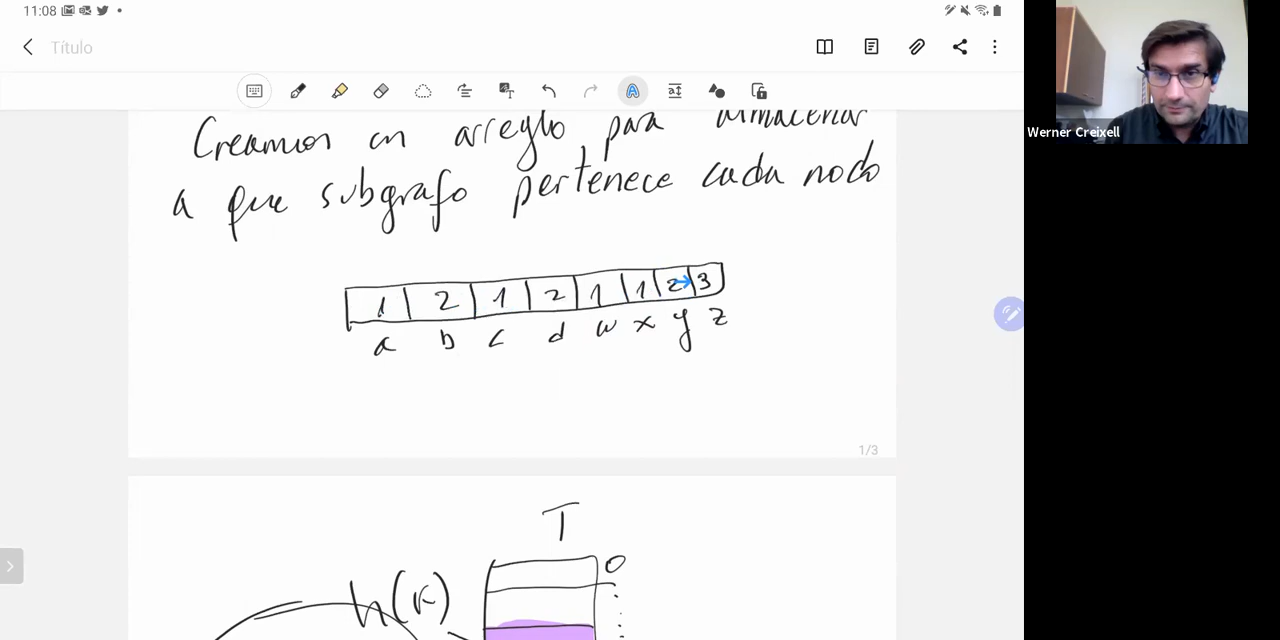 11:08
Título
Werner Creixell
Creamos un arreglo para almacenar
a que subgrafo pertenece cada nodo
1 2 1 2 1 1 2 3
a b c d w x y z
1/3
T
0
h(k)